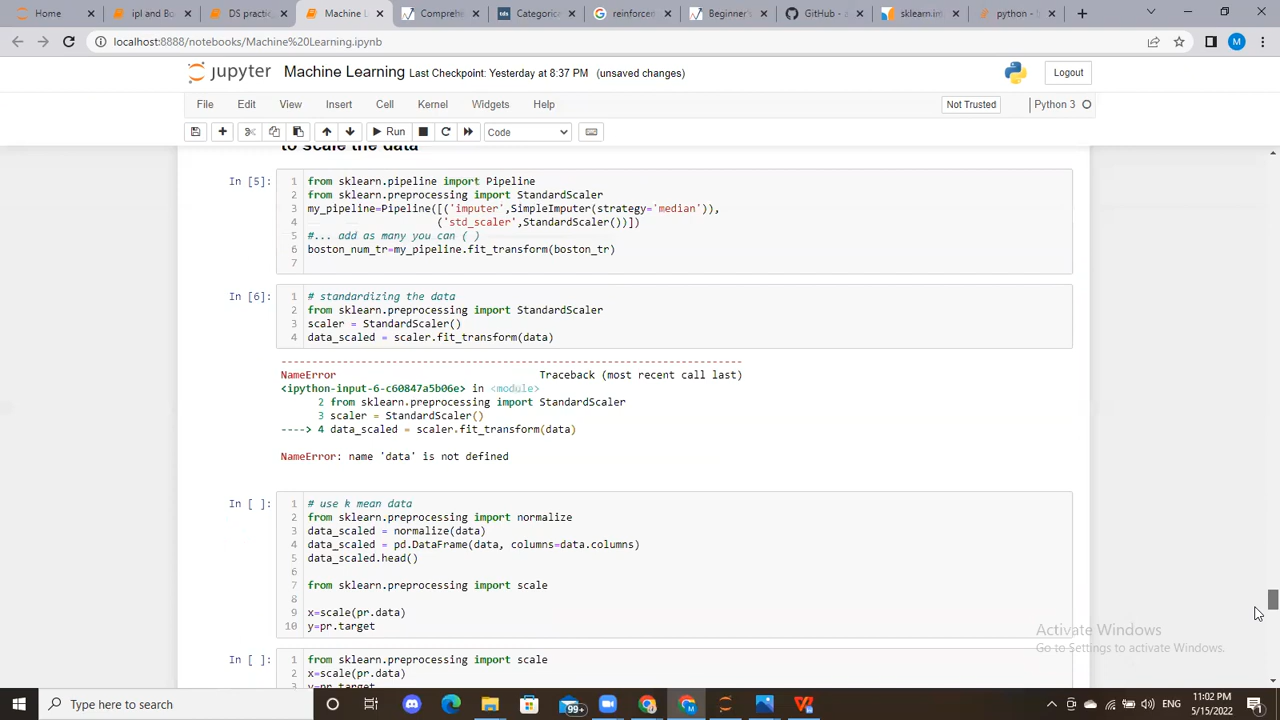 Home
ipl and Bo
DS practic
Machine L
Comprehe
Categorica
reinforcem
Beginner's
GitHub - a
sklearn.im
python - S
localhost:8888/notebooks/Machine%20Learning.ipynb
M
jupyter Machine Learning Last Checkpoint: Yesterday at 8:37 PM (unsaved changes)
Logout
File Edit View Insert Cell Kernel Widgets Help
Not Trusted
Python 3
Run
Code
to scale the data
In [5]:
1 from sklearn.pipeline import Pipeline
2 from sklearn.preprocessing import StandardScaler
3 my_pipeline=Pipeline([('imputer',SimpleImputer(strategy='median')),
4 ('std_scaler',StandardScaler())])
5 #... add as many you can ( )
6 boston_num_tr=my_pipeline.fit_transform(boston_tr)
7
In [6]:
1 # standardizing the data
2 from sklearn.preprocessing import StandardScaler
3 scaler = StandardScaler()
4 data_scaled = scaler.fit_transform(data)
---------------------------------------------------------------------------
NameError Traceback (most recent call last)
<ipython-input-6-c60847a5b06e> in <module>
2 from sklearn.preprocessing import StandardScaler
3 scaler = StandardScaler()
----> 4 data_scaled = scaler.fit_transform(data)
NameError: name 'data' is not defined
In [ ]:
1 # use k mean data
2 from sklearn.preprocessing import normalize
3 data_scaled = normalize(data)
4 data_scaled = pd.DataFrame(data, columns=data.columns)
5 data_scaled.head()
6
7 from sklearn.preprocessing import scale
8
9 x=scale(pr.data)
10 y=pr.target
In [ ]:
1 from sklearn.preprocessing import scale
2 x=scale(pr.data)
3 y=pr.target
Activate Windows
Go to Settings to activate Windows.
Type here to search
99+
ENG
11:02 PM
5/15/2022
1